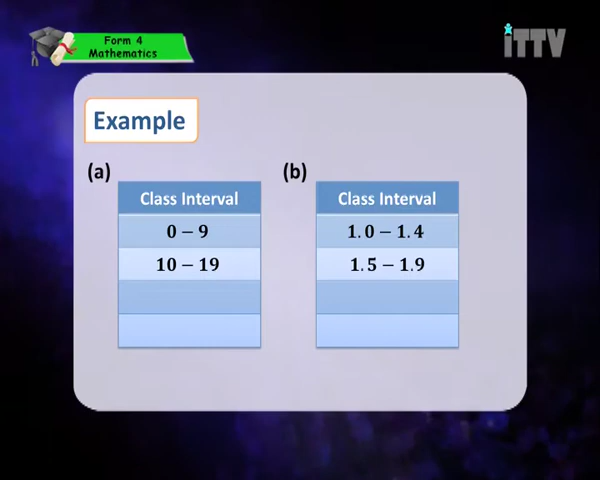 Form 4
Mathematics
iTTV
Example
(a)
Class Interval
0 – 9
10 – 19
(b)
Class Interval
1.0 – 1.4
1.5 – 1.9